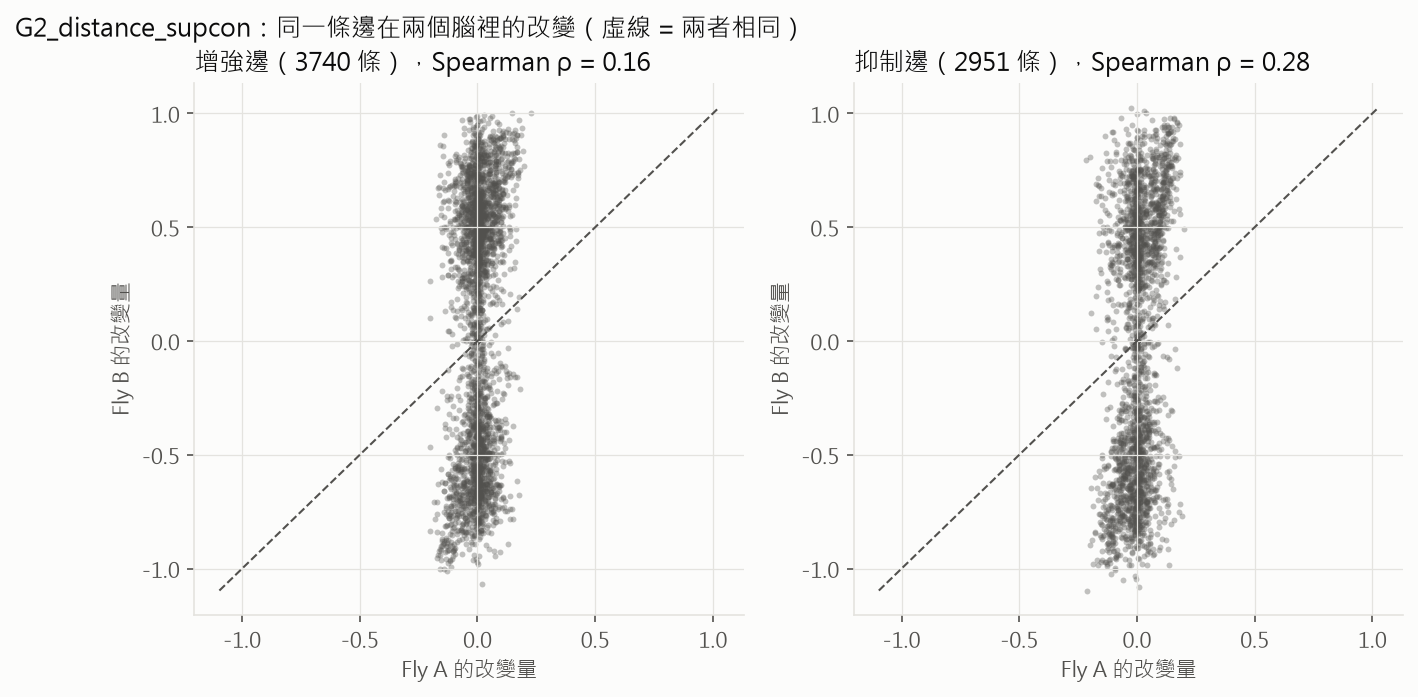 G2_distance_supcon：同一條邊在兩個腦裡的改變（虛線 = 兩者相同）
增強邊（3740 條），Spearman ρ = 0.16
1.0
0.5
0.0
-0.5
-1.0
Fly B 的改變量
-1.0 -0.5 0.0 0.5 1.0
Fly A 的改變量
抑制邊（2951 條），Spearman ρ = 0.28
1.0
0.5
0.0
-0.5
-1.0
Fly B 的改變量
-1.0 -0.5 0.0 0.5 1.0
Fly A 的改變量